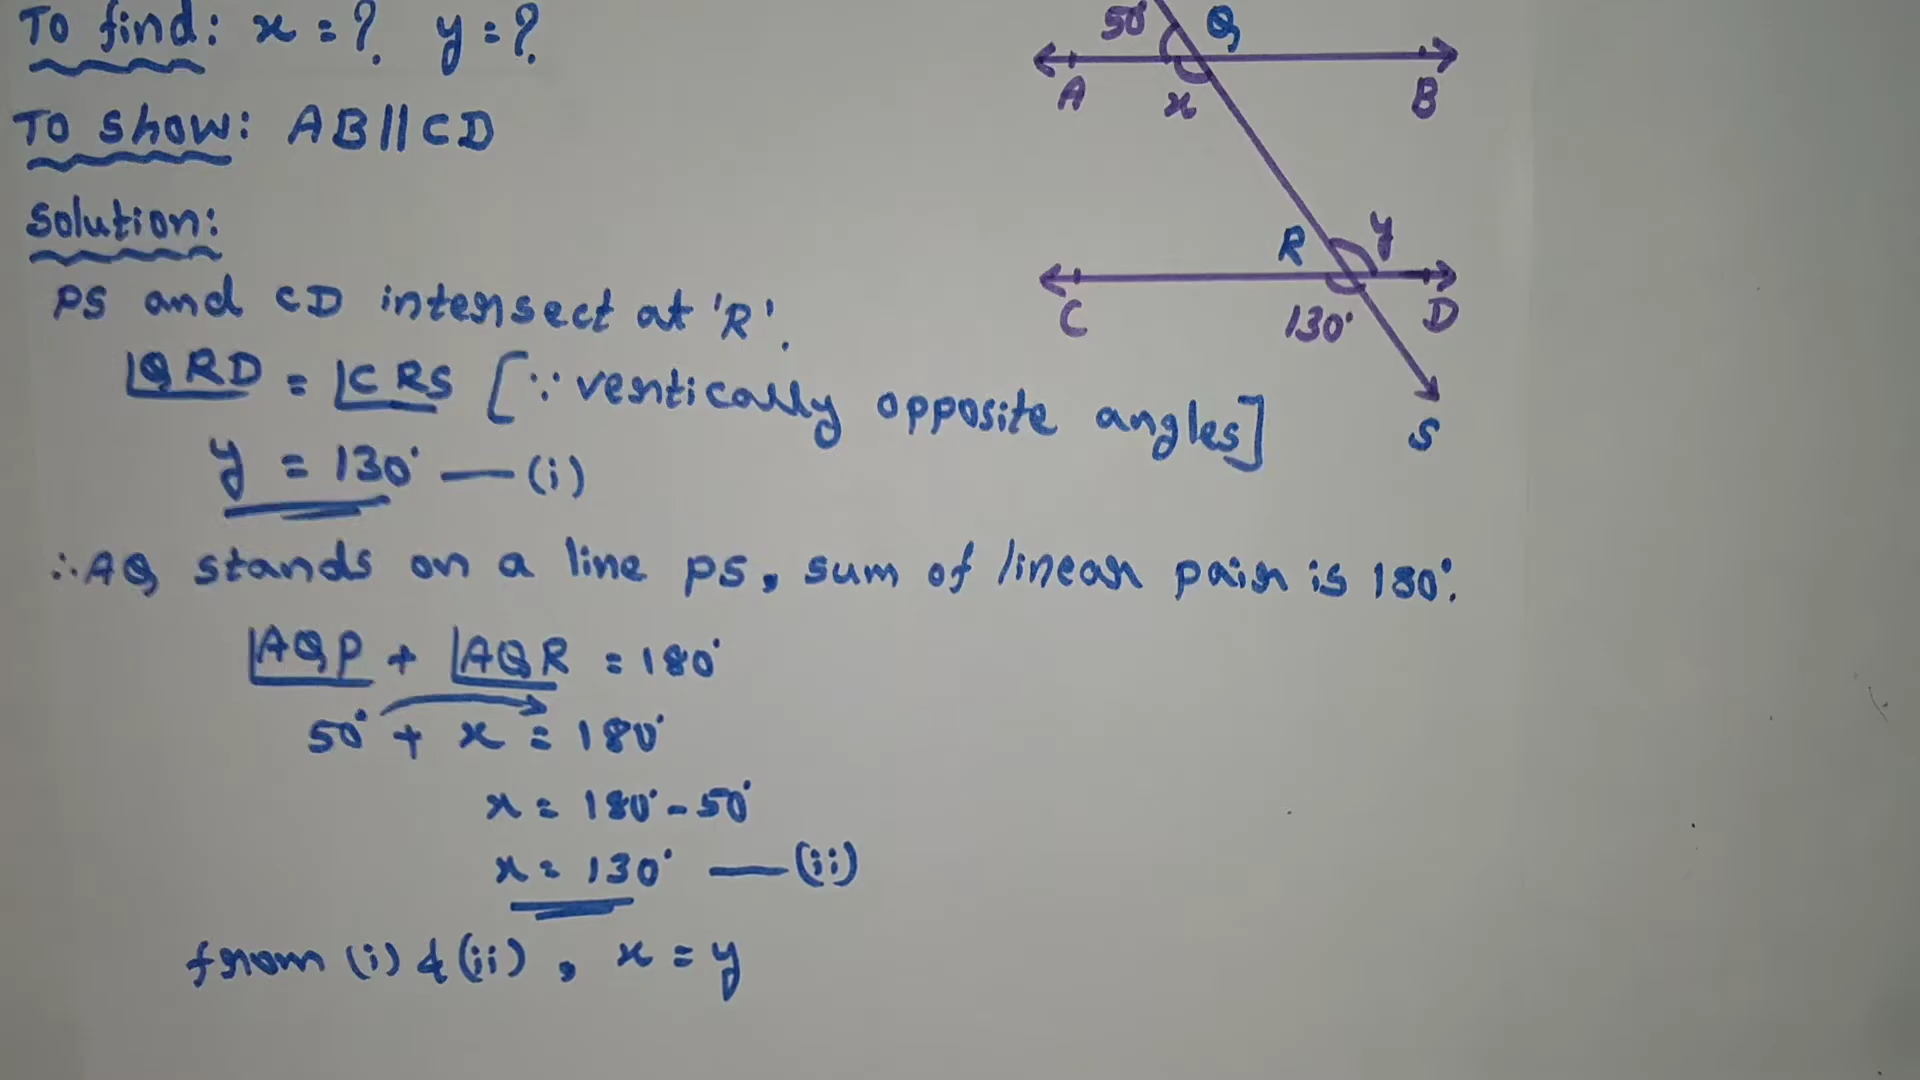 To find: x = ? y = ?
To show: AB || CD
Solution:
PS and CD intersect at 'R'.
∠QRD = ∠CRS [∵ vertically opposite angles]
y = 130° — (i)
∴ AQ stands on a line PS, sum of linear pair is 180°.
∠AQP + ∠AQR = 180°
50° + x = 180°
x = 180° - 50°
x = 130° — (ii)
from (i) & (ii), x = y
50° Q
A x B
R y
C 130° D
S